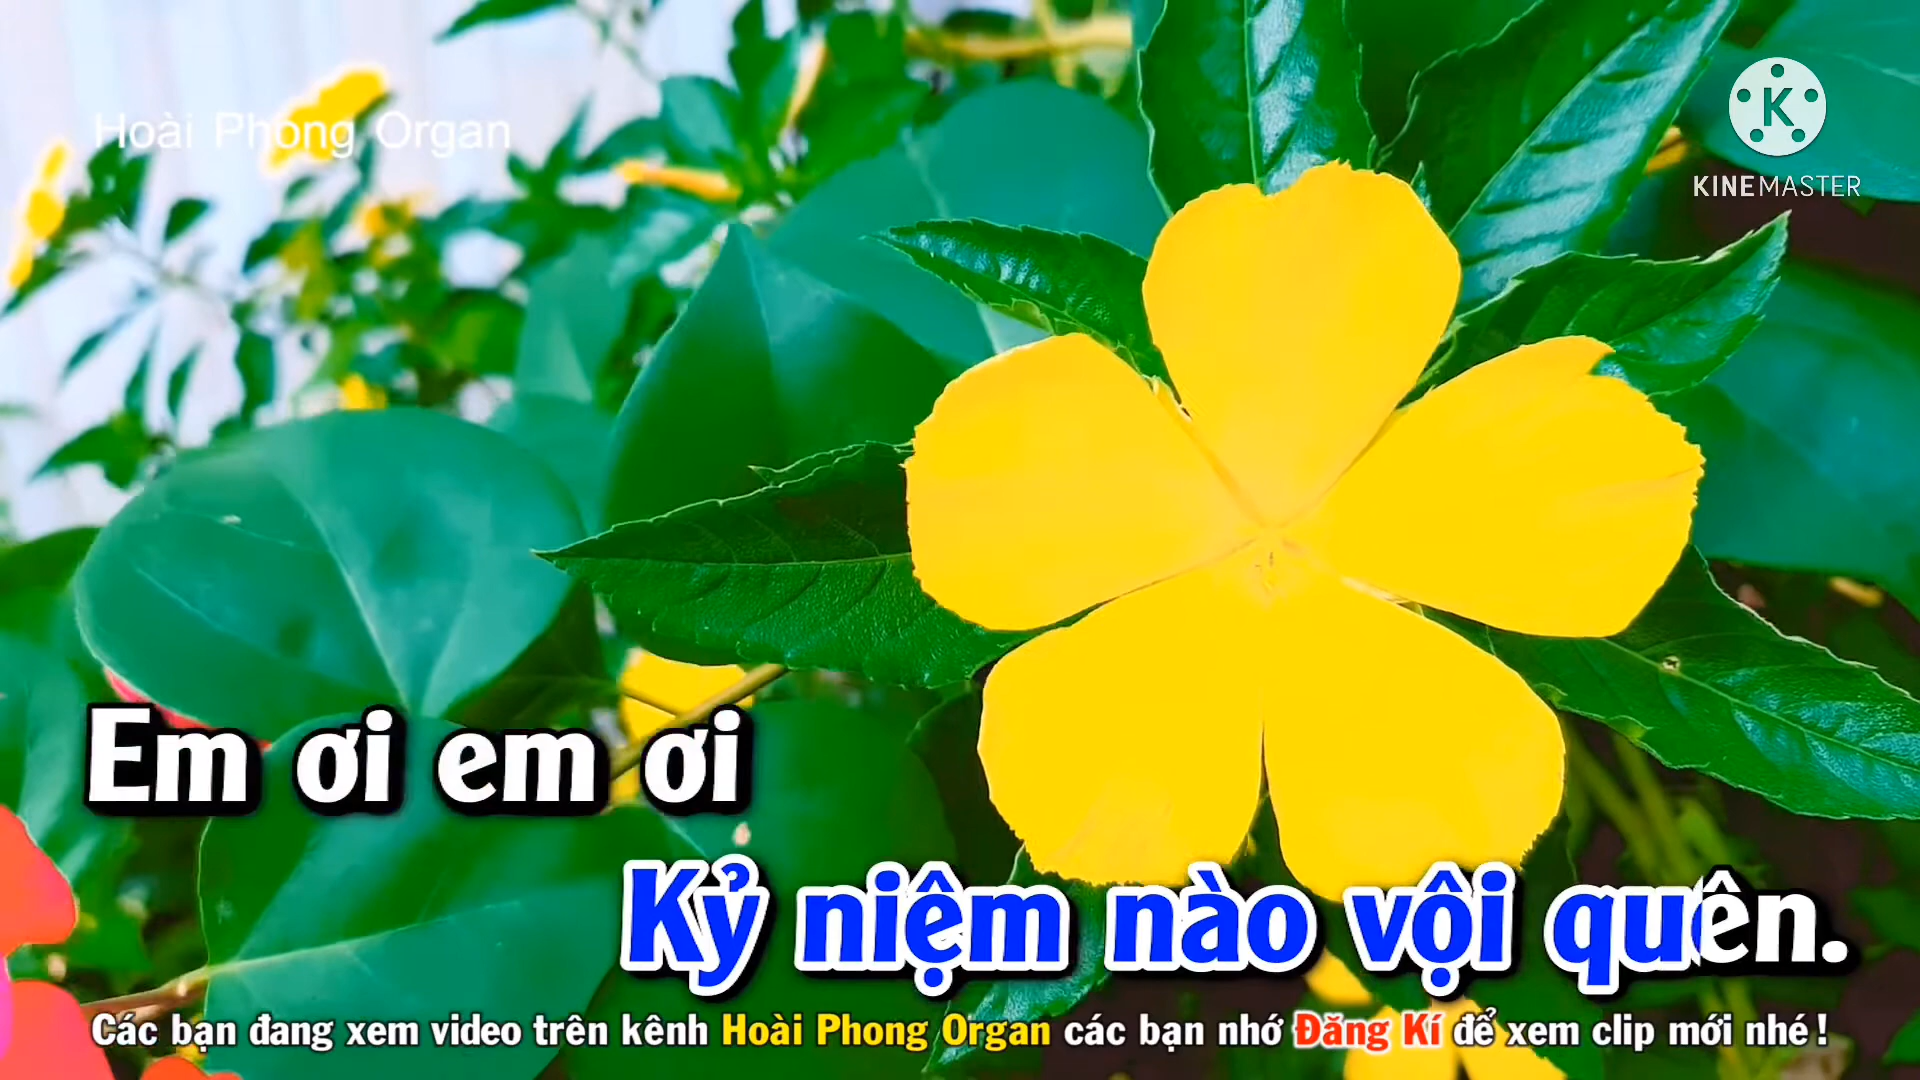 Hoài Phong Organ
K
KINEMASTER
Em ơi em ơi
Kỷ niệm nào vội quên.
Các bạn đang xem video trên kênh Hoài Phong Organ các bạn nhớ Đăng Kí để xem clip mới nhé !